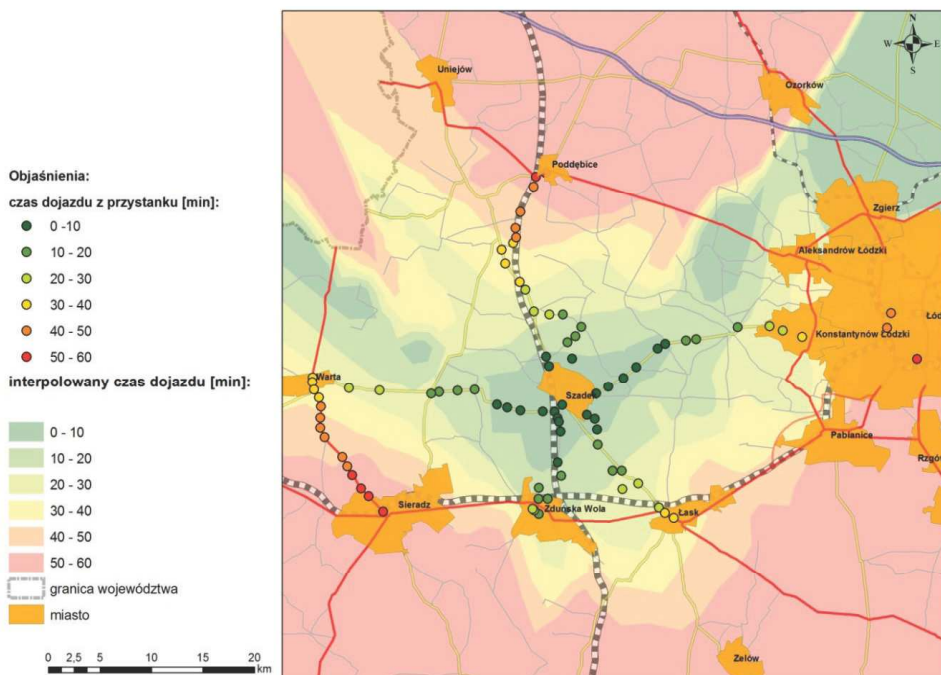 Objaśnienia:
czas dojazdu z przystanku [min]:
0 -10
10 - 20
20 - 30
30 - 40
40 - 50
50 - 60
interpolowany czas dojazdu [min]:
0 - 10
10 - 20
20 - 30
30 - 40
40 - 50
50 - 60
granica województwa
miasto
0 2,5 5 10 15 20
km
N
W E
S
Uniejów
Ozorków
Poddębice
Zgierz
Aleksandrów Łódzki
Łód
Konstantynów Łódzki
Warta
Szadek
Pabianice
Rzgów
Sieradz
Zduńska Wola
Łask
Zelów